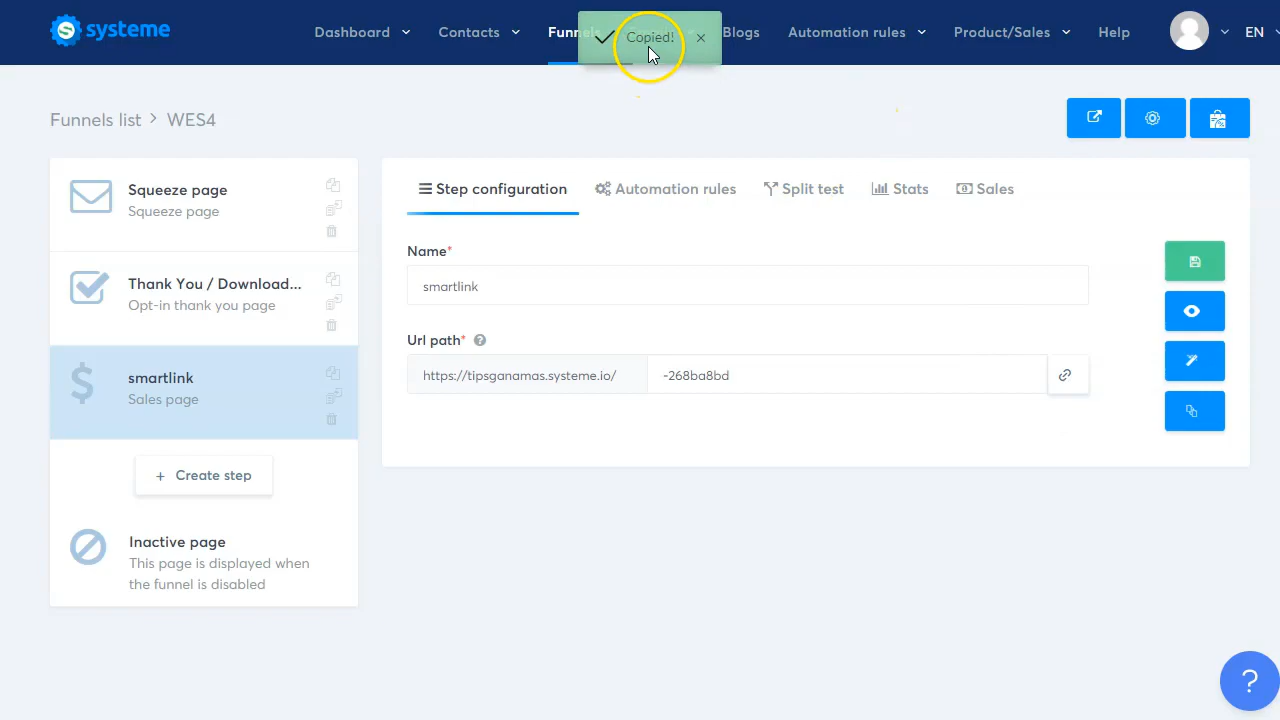 systeme
Dashboard
Contacts
Funnels
Copied!
Blogs
Automation rules
Product/Sales
Help
EN
Funnels list > WES4
Squeeze page
Squeeze page
Thank You / Download...
Opt-in thank you page
smartlink
Sales page
+ Create step
Inactive page
This page is displayed when
the funnel is disabled
Step configuration
Automation rules
Split test
Stats
Sales
Name*
smartlink
Url path* ?
https://tipsganamas.systeme.io/
-268ba8bd
?